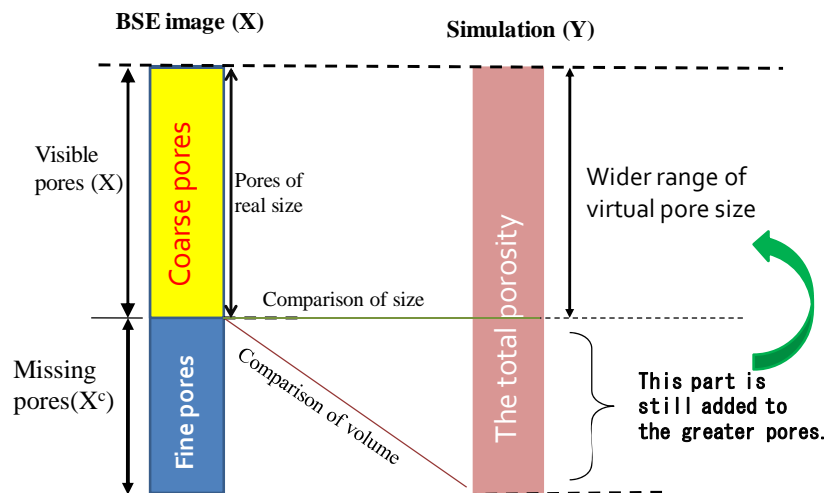 BSE image (X)
Simulation (Y)
Visible
pores (X)
Coarse pores
Pores of
real size
The total porosity
Wider range of
virtual pore size
Comparison of size
Missing
pores(Xᶜ)
Fine pores
Comparison of volume
This part is
still added to
the greater pores.